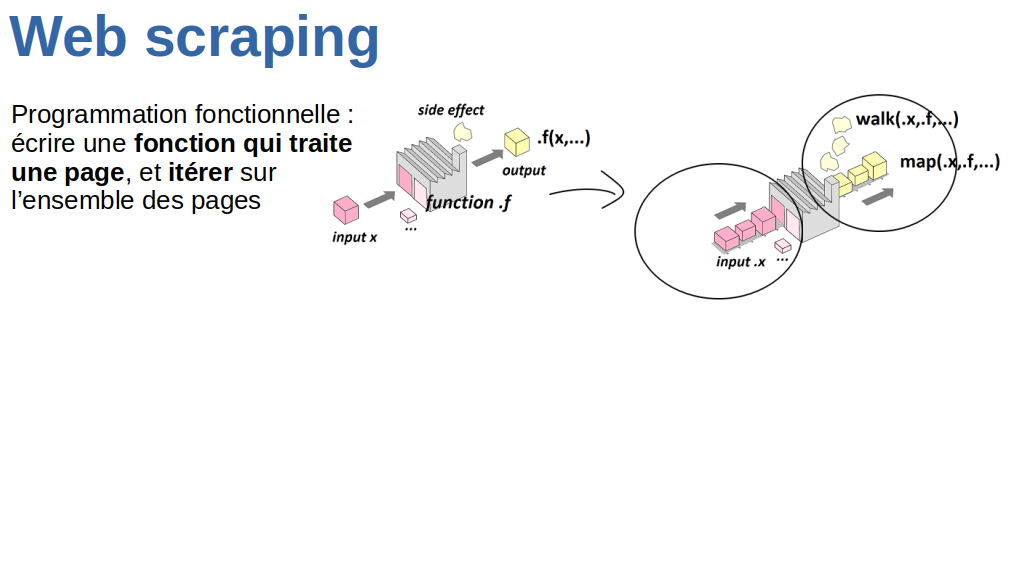 Web scraping
Programmation fonctionnelle :
écrire une fonction qui traite
une page, et itérer sur
l’ensemble des pages
side effect
.f(x,...)
output
function .f
...
input x
walk(.x,.f,...)
map(.x,.f,...)
input .x
...